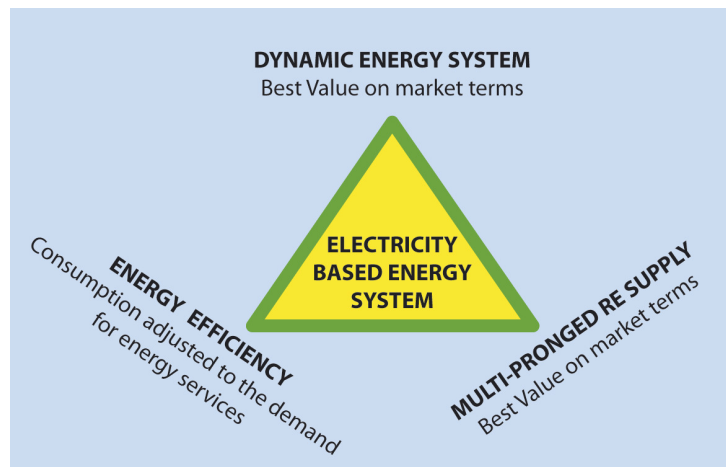 DYNAMIC ENERGY SYSTEM
Best Value on market terms
ELECTRICITY
BASED ENERGY
SYSTEM
ENERGY EFFICIENCY
Consumption adjusted to the demand
for energy services
MULTI-PRONGED RE SUPPLY
Best Value on market terms